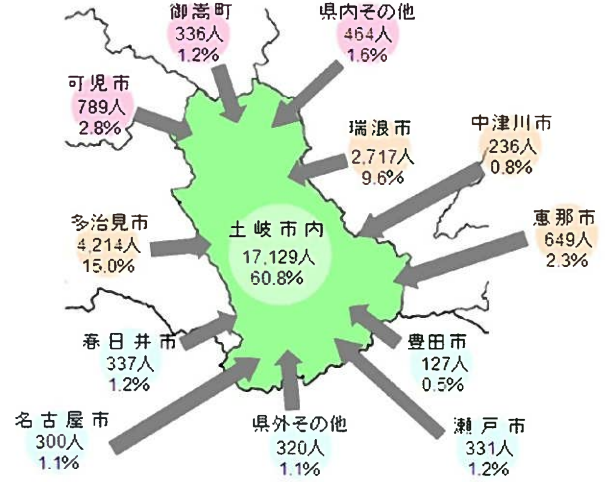 御嵩町
336人
1.2%
県内その他
464人
1.6%
可児市
789人
2.8%
瑞浪市
2,717人
9.6%
中津川市
236人
0.8%
多治見市
4,214人
15.0%
土岐市内
17,129人
60.8%
恵那市
649人
2.3%
春日井市
337人
1.2%
豊田市
127人
0.5%
名古屋市
300人
1.1%
県外その他
320人
1.1%
瀬戸市
331人
1.2%